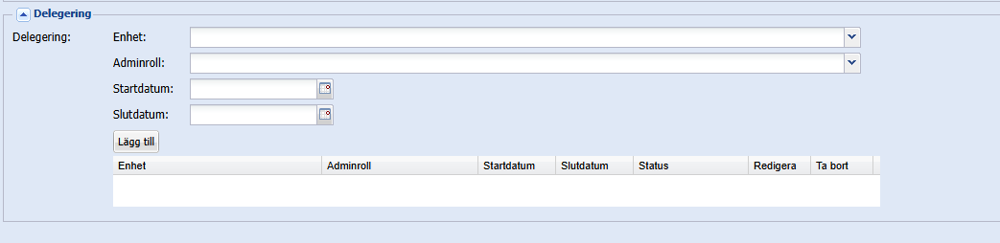 Delegering
Delegering: Enhet:
Adminroll:
Startdatum:
Slutdatum:
Lägg till
Enhet Adminroll Startdatum Slutdatum Status Redigera Ta bort